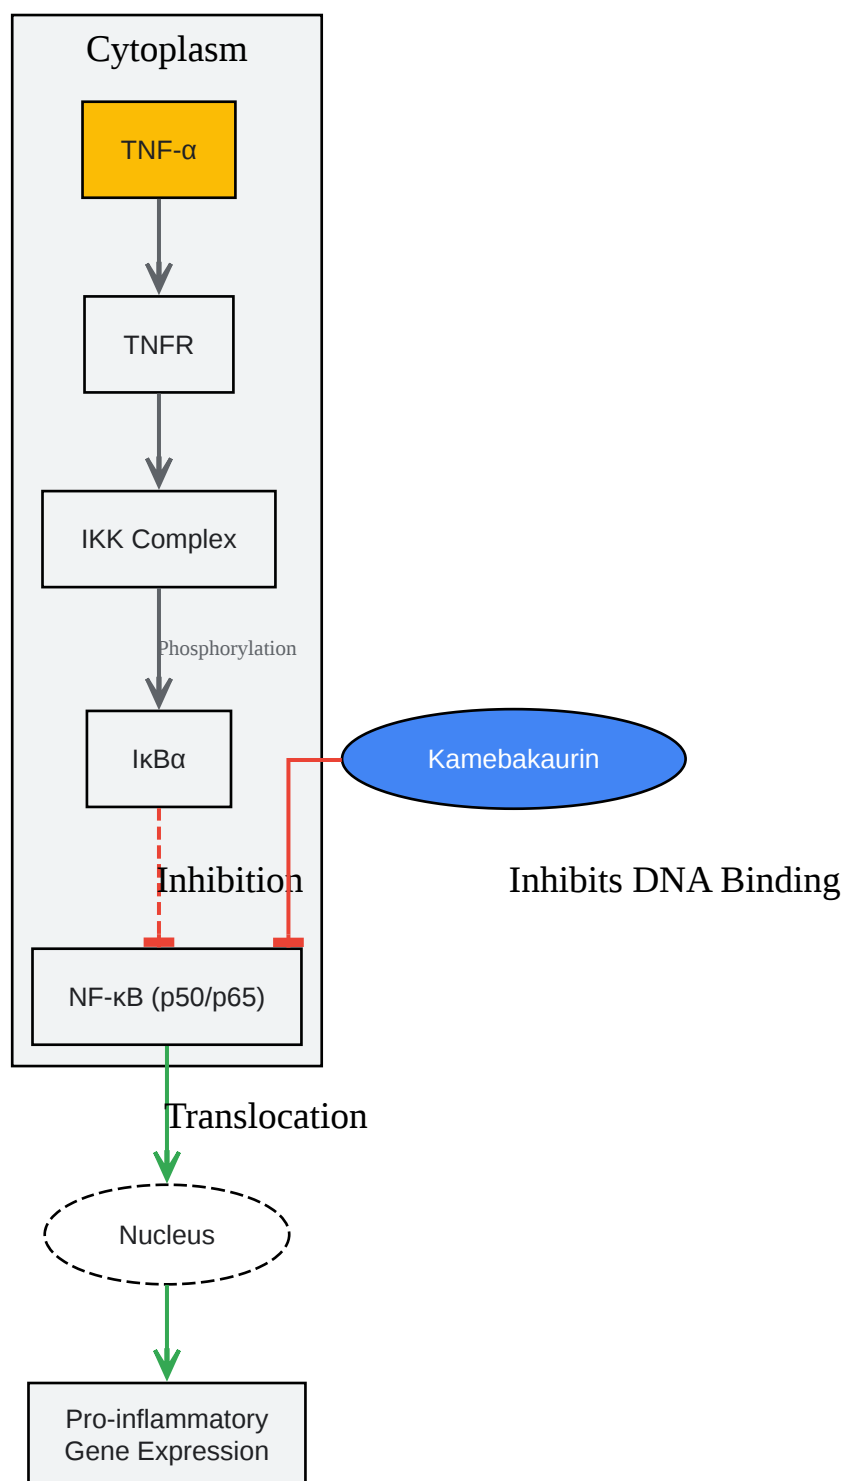 Cytoplasm
TNF-α
TNFR
IKK Complex
Phosphorylation
IκBα
Kamebakaurin
Inhibition
Inhibits DNA Binding
NF-κB (p50/p65)
Translocation
Nucleus
Pro-inflammatory
Gene Expression